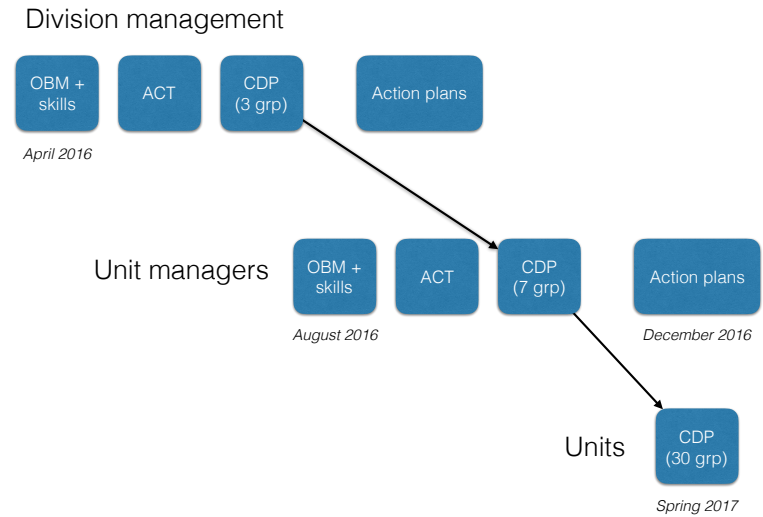 Division management
OBM +
skills
ACT
CDP
(3 grp)
Action plans
April 2016
Unit managers
OBM +
skills
ACT
CDP
(7 grp)
Action plans
August 2016
December 2016
Units
CDP
(30 grp)
Spring 2017